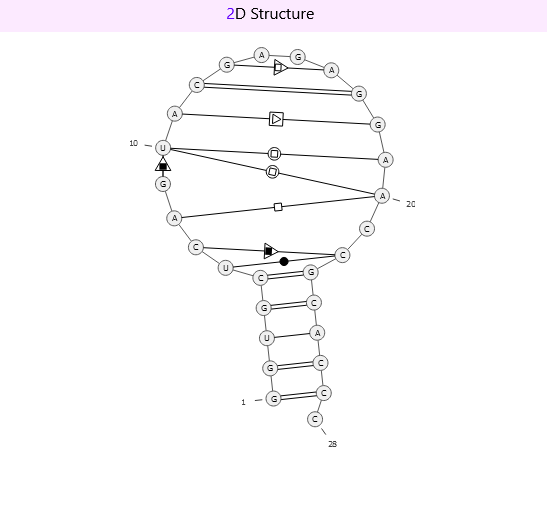 2D Structure
G A G
G A
C G
A G
10 U A
G A 20
A C
C C
U G
C C
G A
U C
G C
1 G C
28